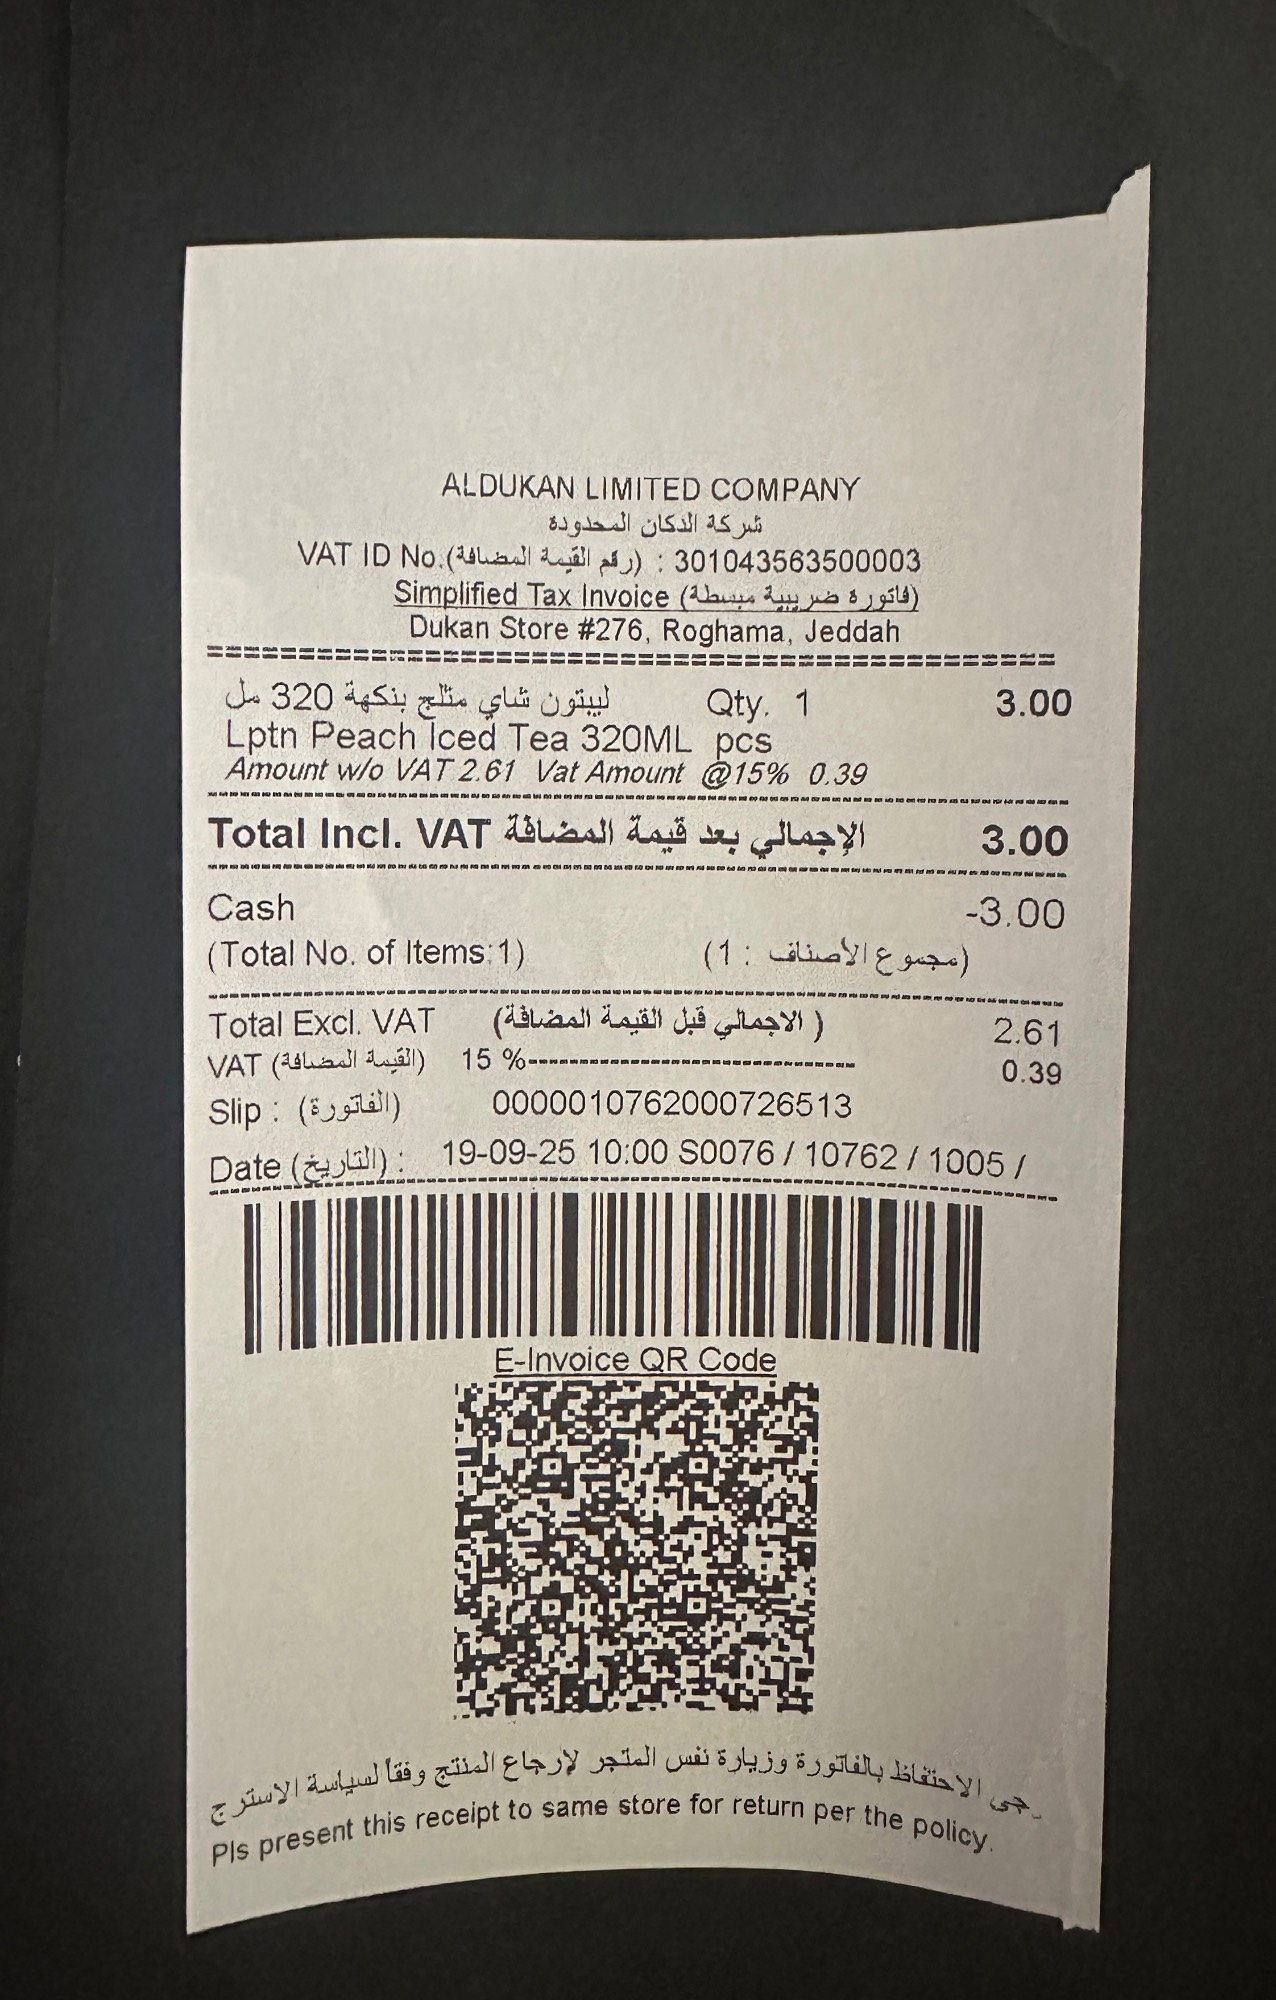 ALDUKAN LIMITED COMPANY
شركة الدكان المحدودة
VAT ID No.(رقم القيمة المضافة) : 301043563500003
Simplified Tax Invoice (فاتورة ضريبية مبسطة)
Dukan Store #276, Roghama, Jeddah
ليبتون شاي مثلج بنكهة 320 مل Qty. 1 3.00
Lptn Peach Iced Tea 320ML pcs
Amount w/o VAT 2.61 Vat Amount @15% 0.39
Total Incl. VAT الإجمالي بعد قيمة المضافة 3.00
Cash -3.00
(Total No. of Items:1) (مجموع الأصناف : 1)
Total Excl. VAT (الاجمالي قبل القيمة المضافة) 2.61
VAT (القيمة المضافة) 15 %------------------------------ 0.39
Slip : (الفاتورة) 0000010762000726513
Date (التاريخ) : 19-09-25 10:00 S0076 / 10762 / 1005 /
E-Invoice QR Code
رجى الاحتفاظ بالفاتورة وزيارة نفس المتجر لإرجاع المنتج وفقاً لسياسة الاسترج
Pls present this receipt to same store for return per the policy.